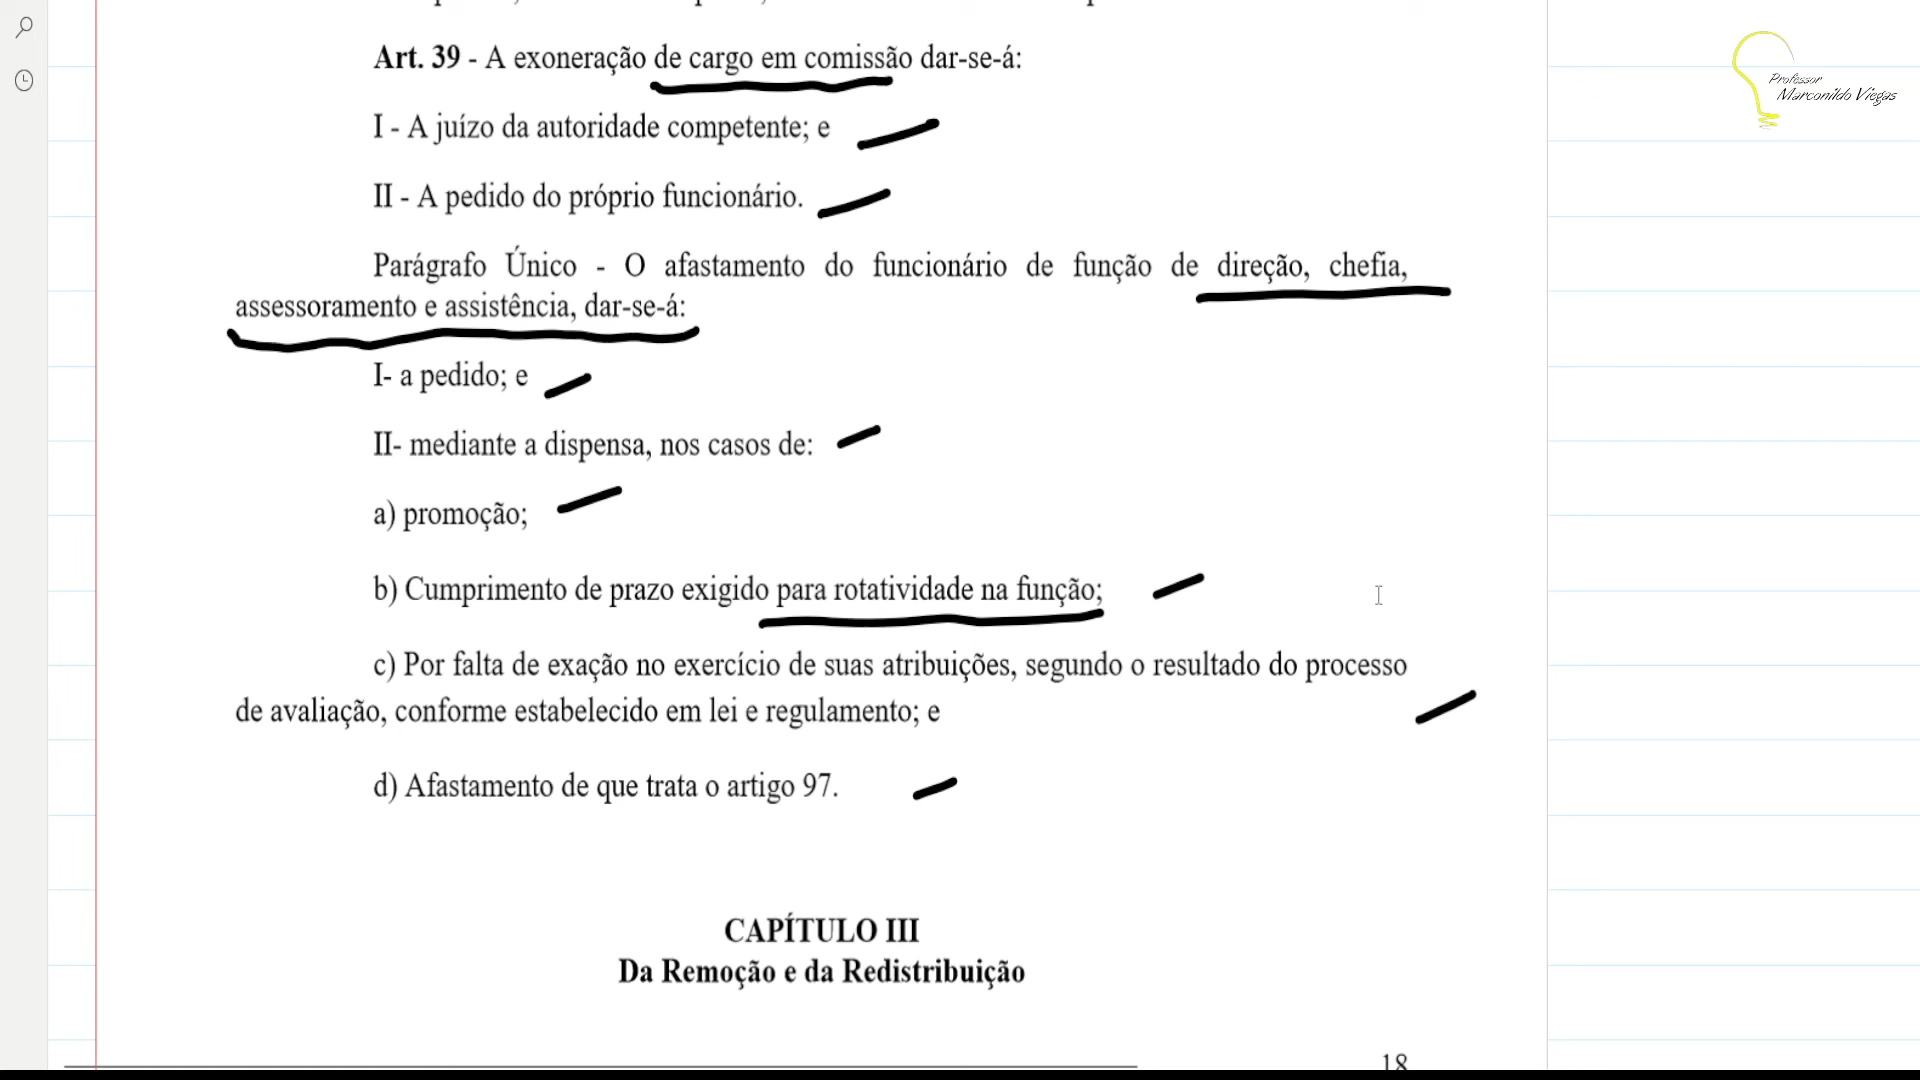 Art. 39 - A exoneração de cargo em comissão dar-se-á:
Professor
Marconildo Viegas
I - A juízo da autoridade competente; e
II - A pedido do próprio funcionário.
Parágrafo Único - O afastamento do funcionário de função de direção, chefia,
assessoramento e assistência, dar-se-á:
I- a pedido; e
II- mediante a dispensa, nos casos de:
a) promoção;
b) Cumprimento de prazo exigido para rotatividade na função;
c) Por falta de exação no exercício de suas atribuições, segundo o resultado do processo
de avaliação, conforme estabelecido em lei e regulamento; e
d) Afastamento de que trata o artigo 97.
CAPÍTULO III
Da Remoção e da Redistribuição
18